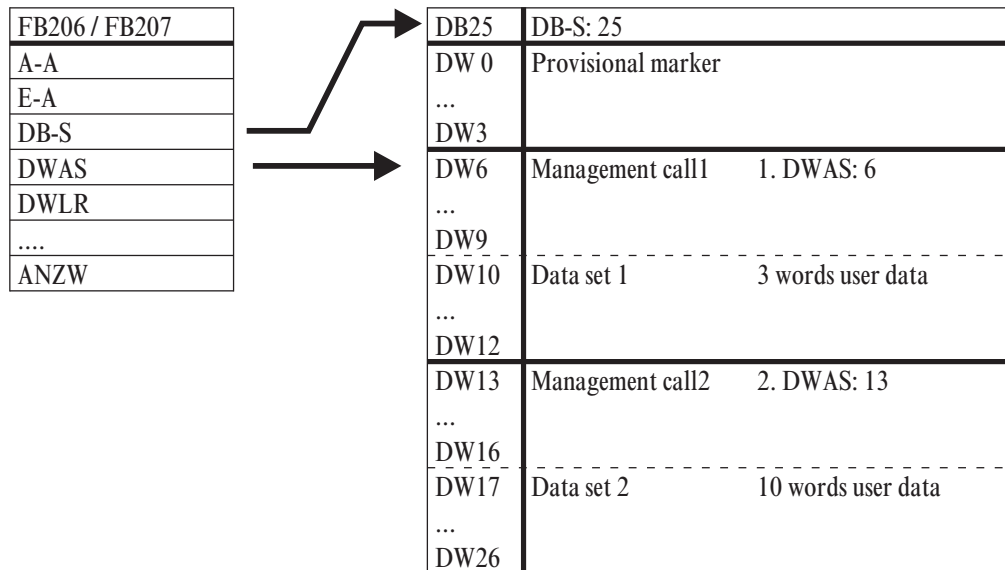 FB206 / FB207
A-A
E-A
DB-S
DWAS
DWLR
....
ANZW
DB25 DB-S: 25
DW 0 Provisional marker
...
DW3
DW6 Management call1 1. DWAS: 6
...
DW9
DW10 Data set 1 3 words user data
...
DW12
DW13 Management call2 2. DWAS: 13
...
DW16
DW17 Data set 2 10 words user data
...
DW26